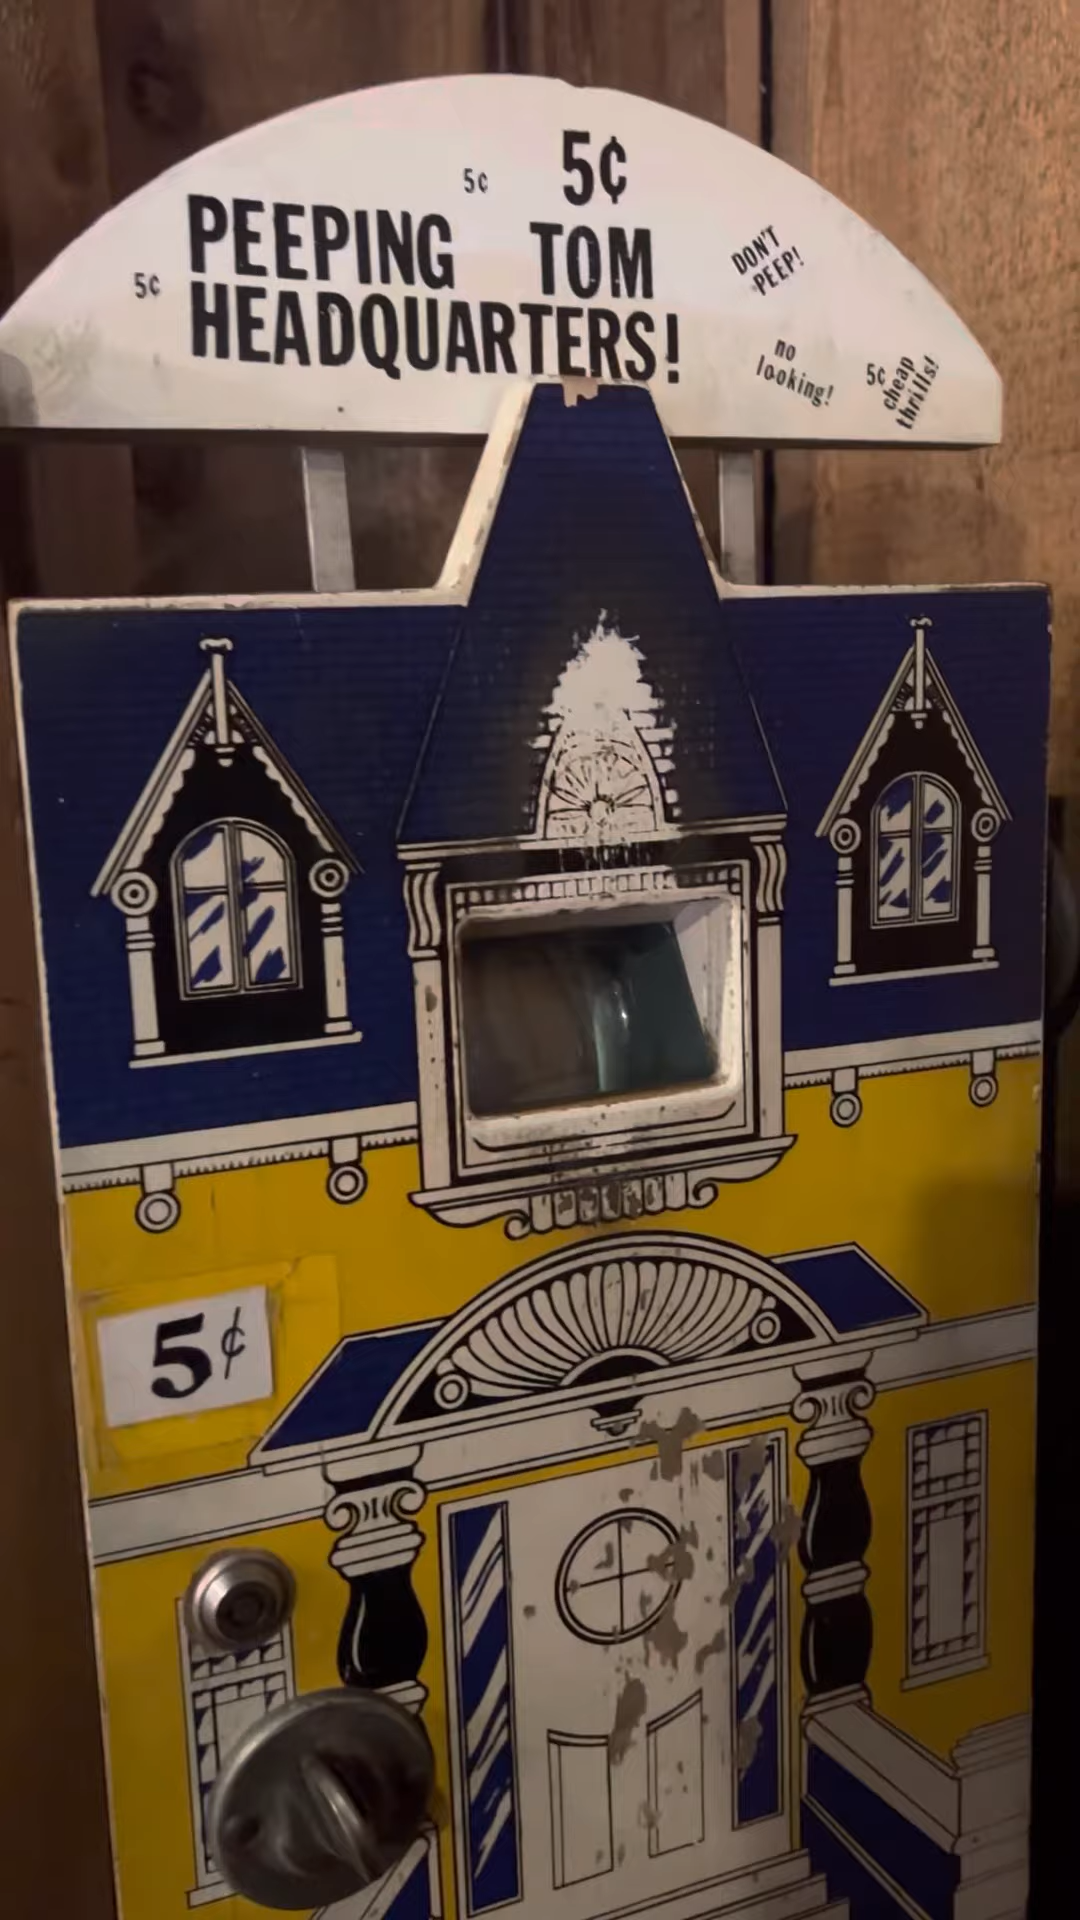 5¢
5¢
5¢
PEEPING TOM
HEADQUARTERS!
DON'T
PEEP!
no
looking!
5¢ cheap
thrills!
5¢